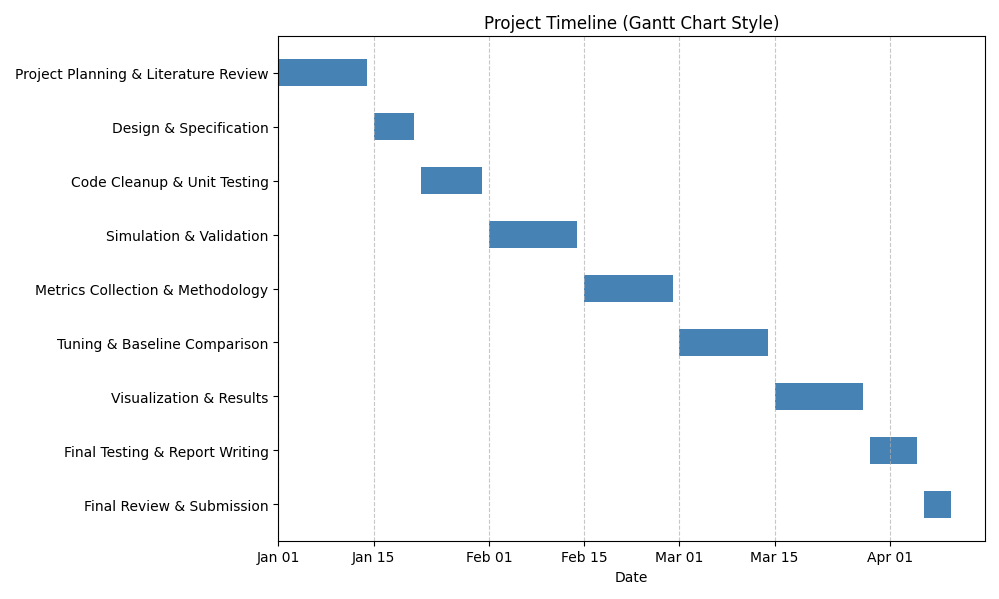 Project Timeline (Gantt Chart Style)
Project Planning & Literature Review
Design & Specification
Code Cleanup & Unit Testing
Simulation & Validation
Metrics Collection & Methodology
Tuning & Baseline Comparison
Visualization & Results
Final Testing & Report Writing
Final Review & Submission
Jan 01 Jan 15 Feb 01 Feb 15 Mar 01 Mar 15 Apr 01
Date